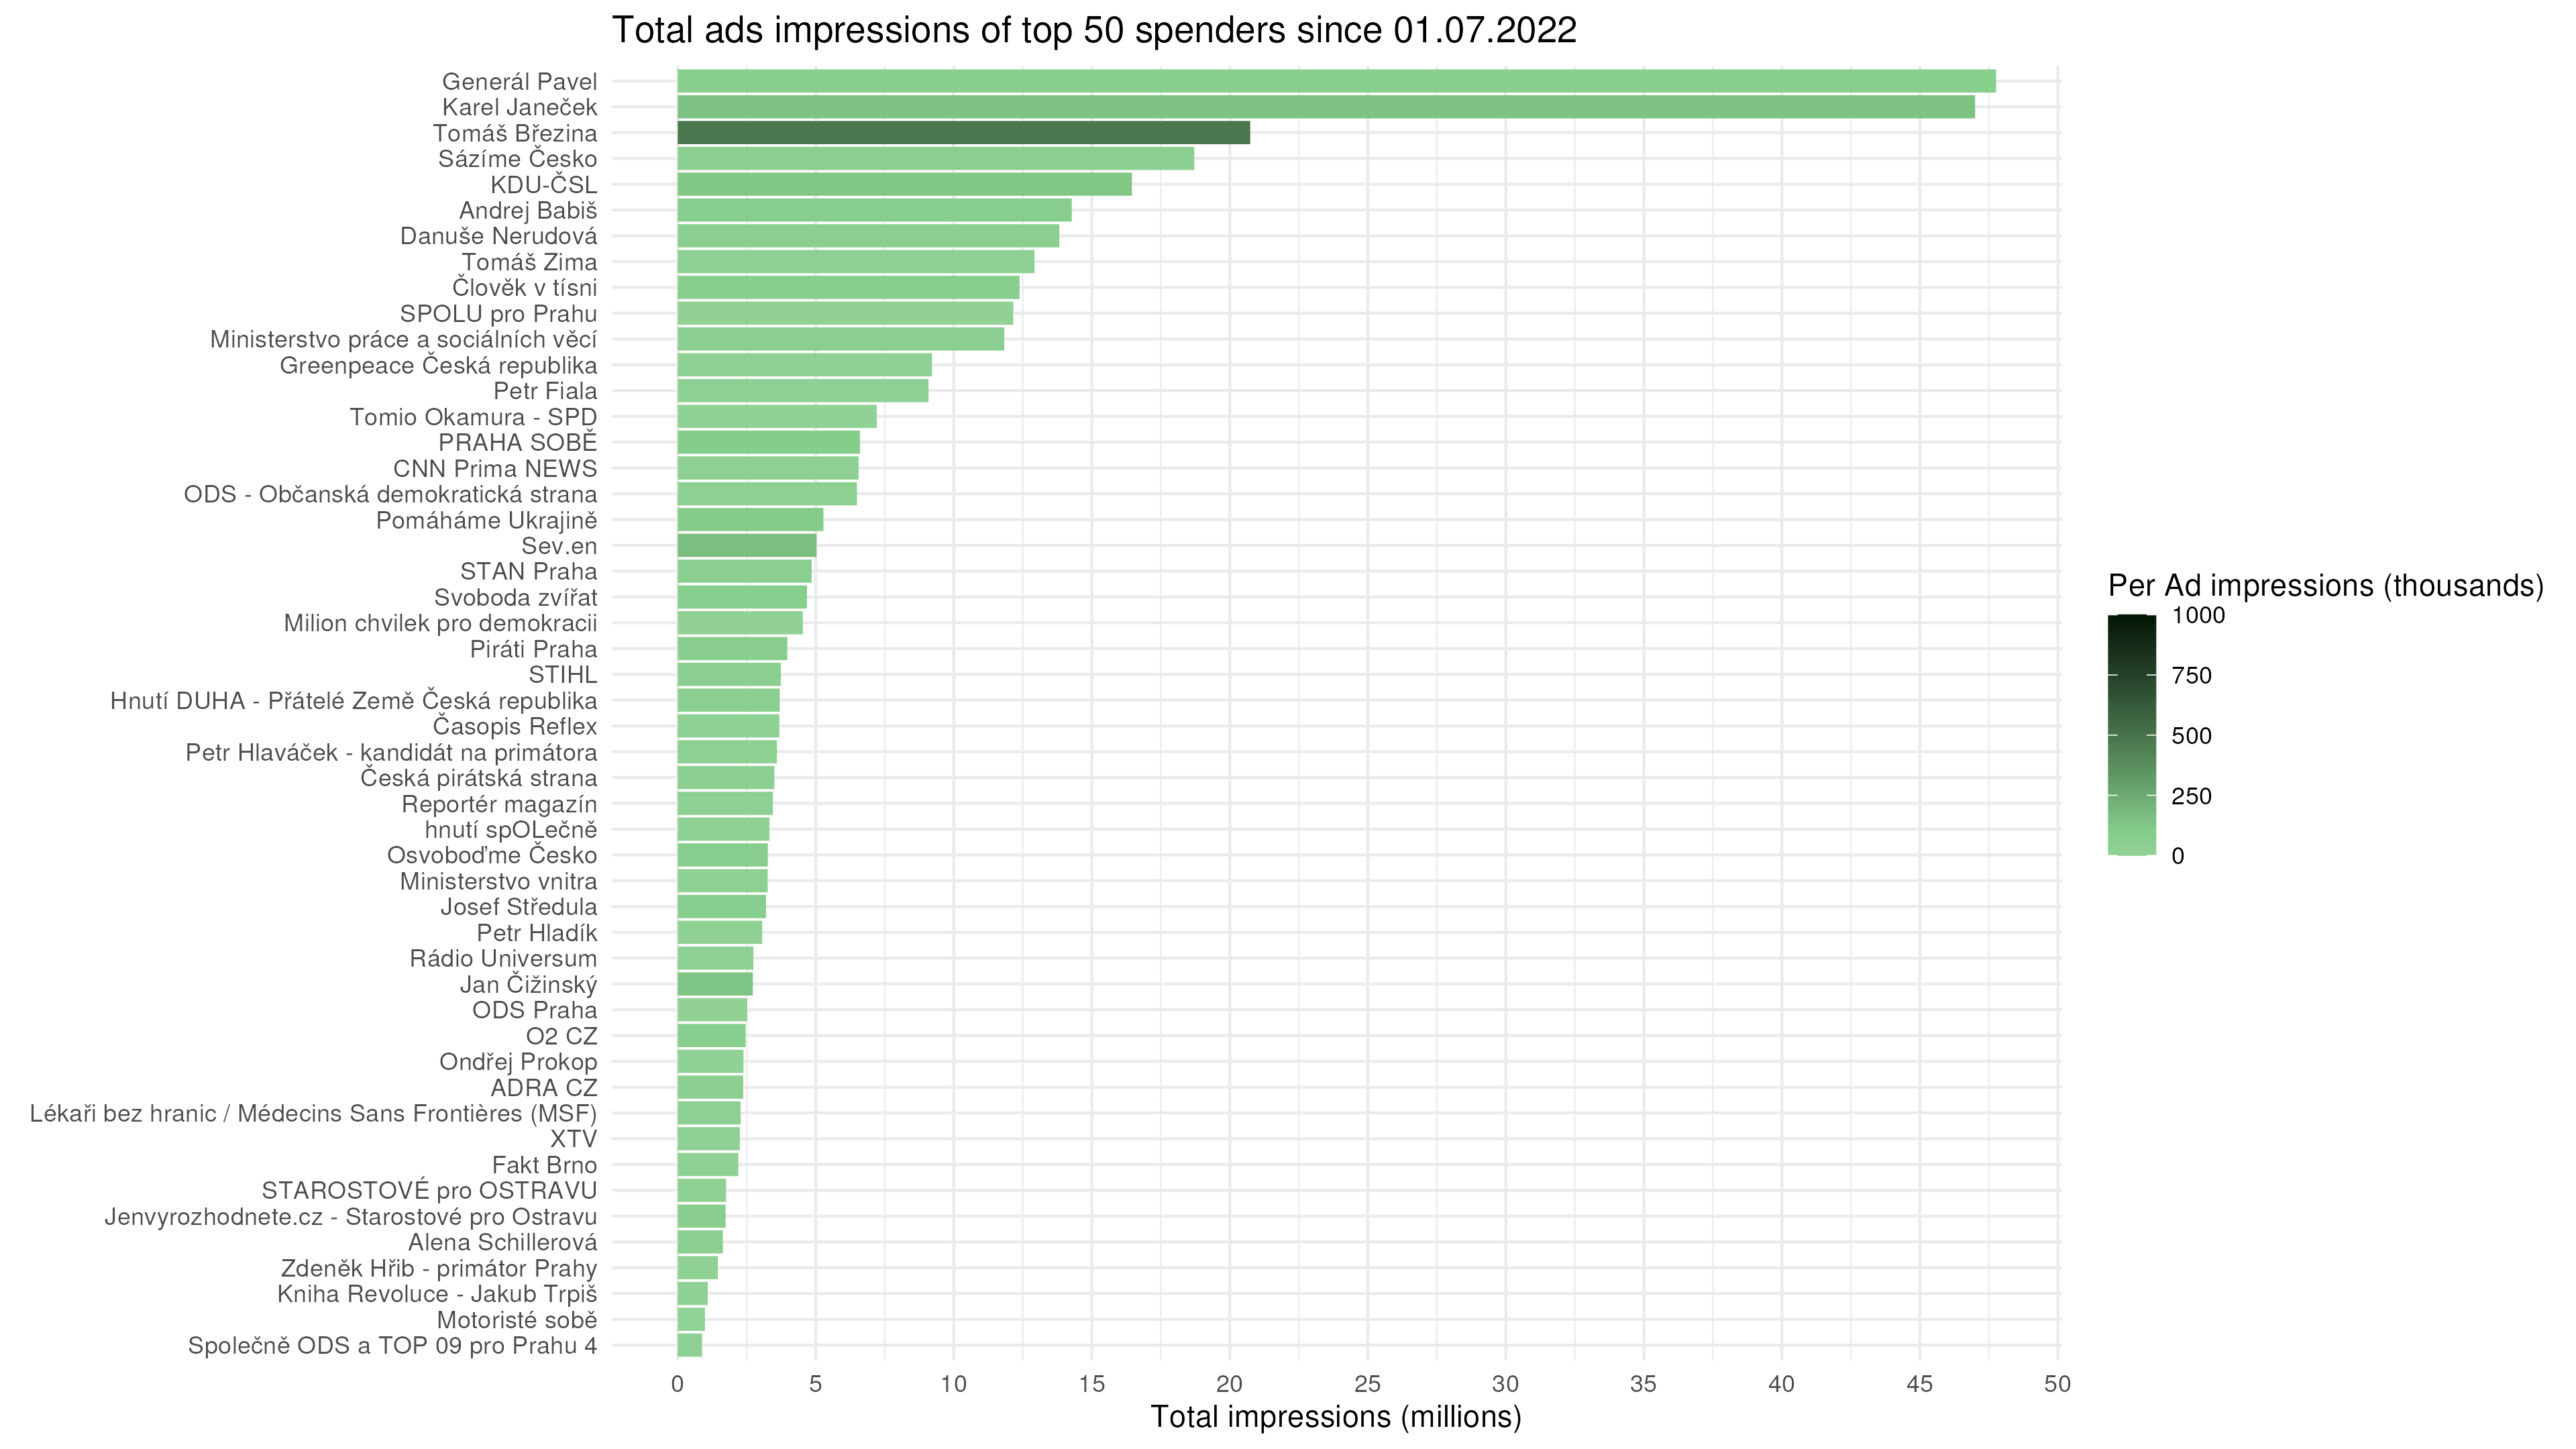 Total ads impressions of top 50 spenders since 01.07.2022
Generál Pavel
Karel Janeček
Tomáš Březina
Sázíme Česko
KDU-ČSL
Andrej Babiš
Danuše Nerudová
Tomáš Zima
Člověk v tísni
SPOLU pro Prahu
Ministerstvo práce a sociálních věcí
Greenpeace Česká republika
Petr Fiala
Tomio Okamura - SPD
PRAHA SOBĚ
CNN Prima NEWS
ODS - Občanská demokratická strana
Pomáháme Ukrajině
Sev.en
STAN Praha
Svoboda zvířat
Milion chvilek pro demokracii
Piráti Praha
STIHL
Hnutí DUHA - Přátelé Země Česká republika
Časopis Reflex
Petr Hlaváček - kandidát na primátora
Česká pirátská strana
Reportér magazín
hnutí spOLečně
Osvoboďme Česko
Ministerstvo vnitra
Josef Středula
Petr Hladík
Rádio Universum
Jan Čižinský
ODS Praha
O2 CZ
Ondřej Prokop
ADRA CZ
Lékaři bez hranic / Médecins Sans Frontières (MSF)
XTV
Fakt Brno
STAROSTOVÉ pro OSTRAVU
Jenvyrozhodnete.cz - Starostové pro Ostravu
Alena Schillerová
Zdeněk Hřib - primátor Prahy
Kniha Revoluce - Jakub Trpiš
Motoristé sobě
Společně ODS a TOP 09 pro Prahu 4
0 5 10 15 20 25 30 35 40 45 50
Total impressions (millions)
Per Ad impressions (thousands)
1000
750
500
250
0